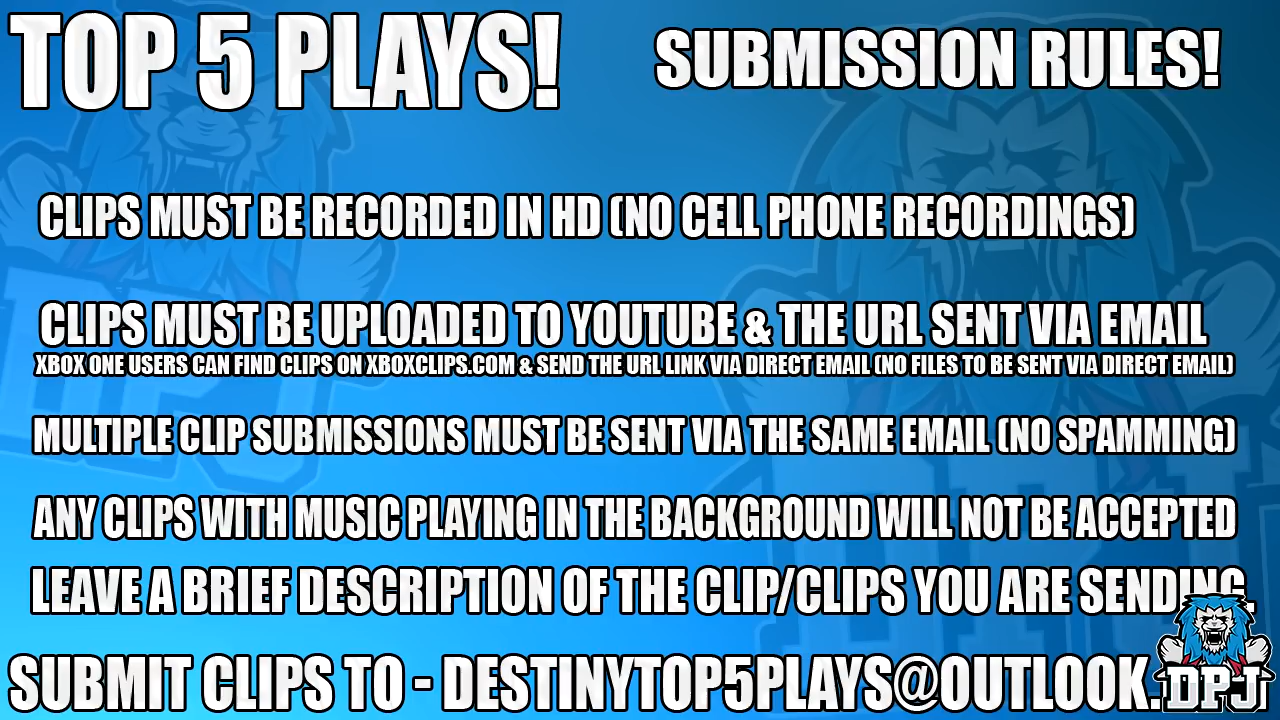 TOP 5 PLAYS!
SUBMISSION RULES!
CLIPS MUST BE RECORDED IN HD (NO CELL PHONE RECORDINGS)
CLIPS MUST BE UPLOADED TO YOUTUBE & THE URL SENT VIA EMAIL
XBOX ONE USERS CAN FIND CLIPS ON XBOXCLIPS.COM & SEND THE URL LINK VIA DIRECT EMAIL (NO FILES TO BE SENT VIA DIRECT EMAIL)
MULTIPLE CLIP SUBMISSIONS MUST BE SENT VIA THE SAME EMAIL (NO SPAMMING)
ANY CLIPS WITH MUSIC PLAYING IN THE BACKGROUND WILL NOT BE ACCEPTED
LEAVE A BRIEF DESCRIPTION OF THE CLIP/CLIPS YOU ARE SENDING.
SUBMIT CLIPS TO - DESTINYTOP5PLAYS@OUTLOOK.
DPJ